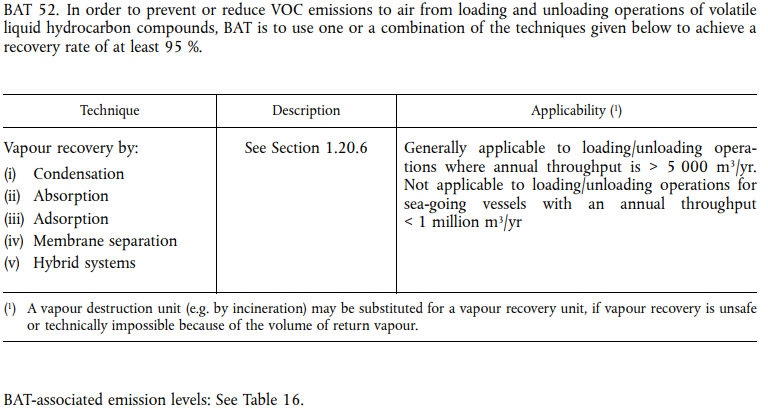 BAT 52. In order to prevent or reduce VOC emissions to air from loading and unloading operations of volatile
liquid hydrocarbon compounds, BAT is to use one or a combination of the techniques given below to achieve a
recovery rate of at least 95 %.
Technique
Description
Applicability (¹)
Vapour recovery by:
(i) Condensation
(ii) Absorption
(iii) Adsorption
(iv) Membrane separation
(v) Hybrid systems
See Section 1.20.6
Generally applicable to loading/unloading opera-
tions where annual throughput is > 5 000 m³/yr.
Not applicable to loading/unloading operations for
sea-going vessels with an annual throughput
< 1 million m³/yr
(¹) A vapour destruction unit (e.g. by incineration) may be substituted for a vapour recovery unit, if vapour recovery is unsafe
or technically impossible because of the volume of return vapour.
BAT-associated emission levels: See Table 16.